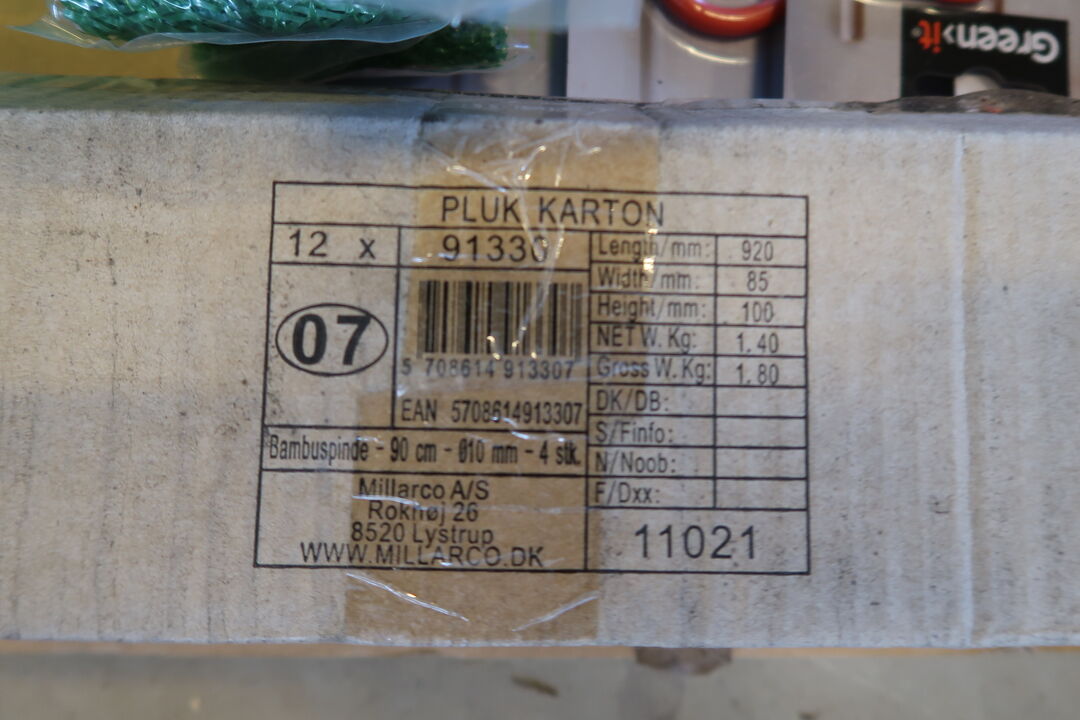 Green›it
PLUK KARTON
12 x 91330
07
5 708614 913307
EAN 5708614913307
Bambuspinde - 90 cm - Ø10 mm - 4 stk.
Millarco A/S
Rokhøj 26
8520 Lystrup
WWW.MILLARCO.DK
Length/mm: 920
Width/mm: 85
Height/mm: 100
NET W. Kg: 1.40
Gross W. Kg: 1.80
DK/DB:
S/Finfo:
N/Noob:
F/Dxx:
11021